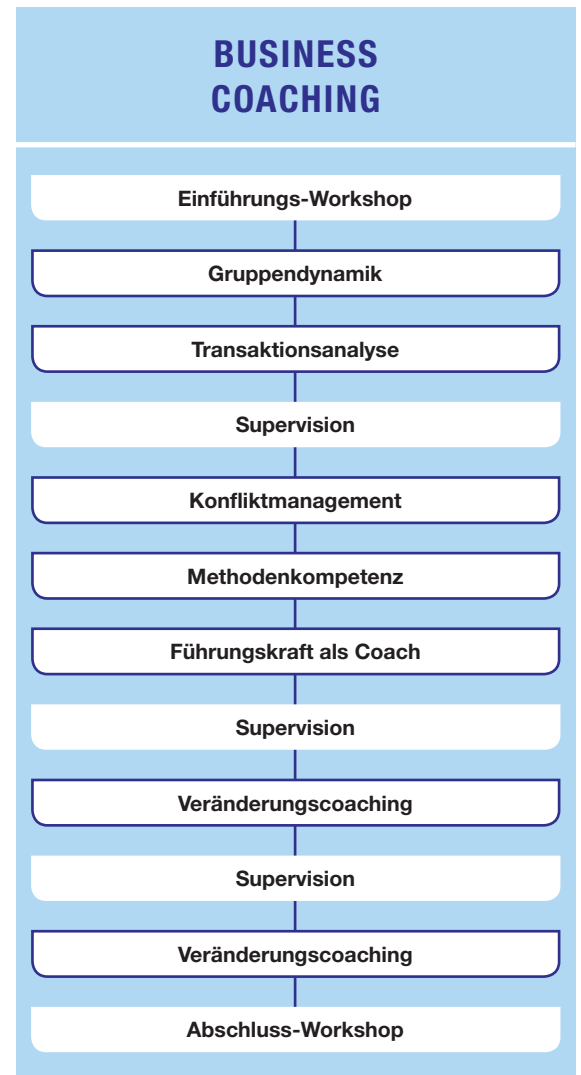 BUSINESS
COACHING
Einführungs-Workshop
Gruppendynamik
Transaktionsanalyse
Supervision
Konfliktmanagement
Methodenkompetenz
Führungskraft als Coach
Supervision
Veränderungscoaching
Supervision
Veränderungscoaching
Abschluss-Workshop